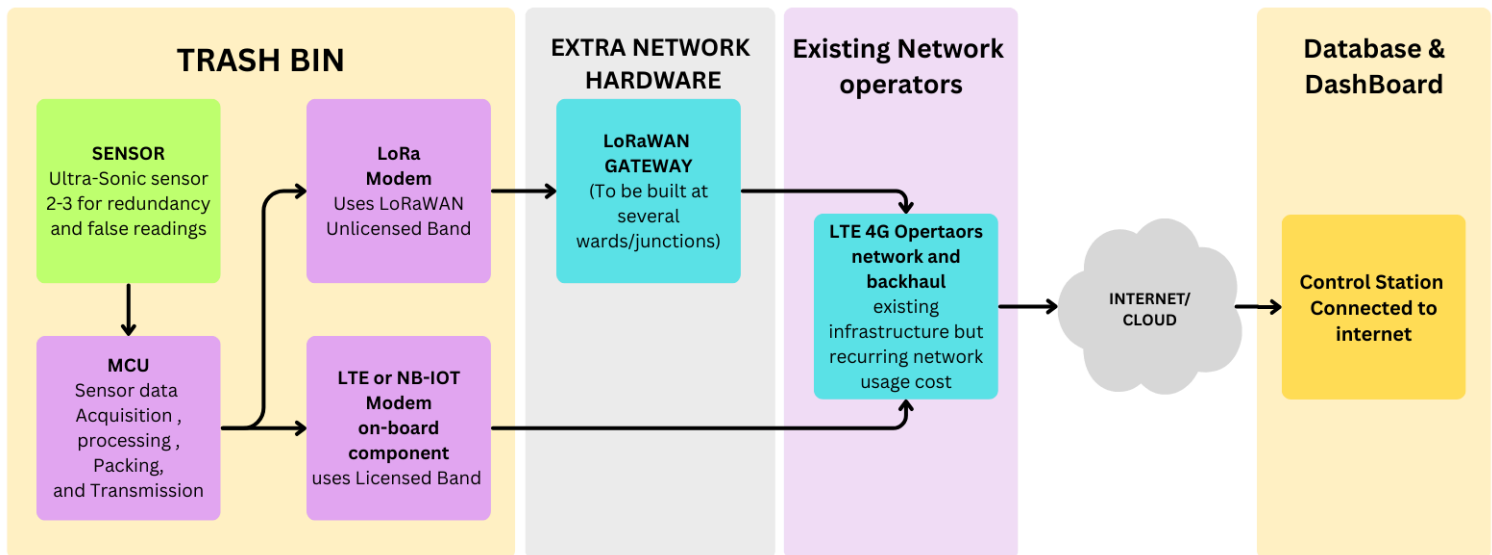 TRASH BIN
SENSOR
Ultra-Sonic sensor
2-3 for redundancy
and false readings
MCU
Sensor data
Acquisition ,
processing ,
Packing,
and Transmission
LoRa
Modem
Uses LoRaWAN
Unlicensed Band
LTE or NB-IOT
Modem
on-board
component
uses Licensed Band
EXTRA NETWORK
HARDWARE
LoRaWAN
GATEWAY
(To be built at
several
wards/junctions)
Existing Network
operators
LTE 4G Opertaors
network and
backhaul
existing
infrastructure but
recurring network
usage cost
INTERNET/
CLOUD
Database &
DashBoard
Control Station
Connected to
internet